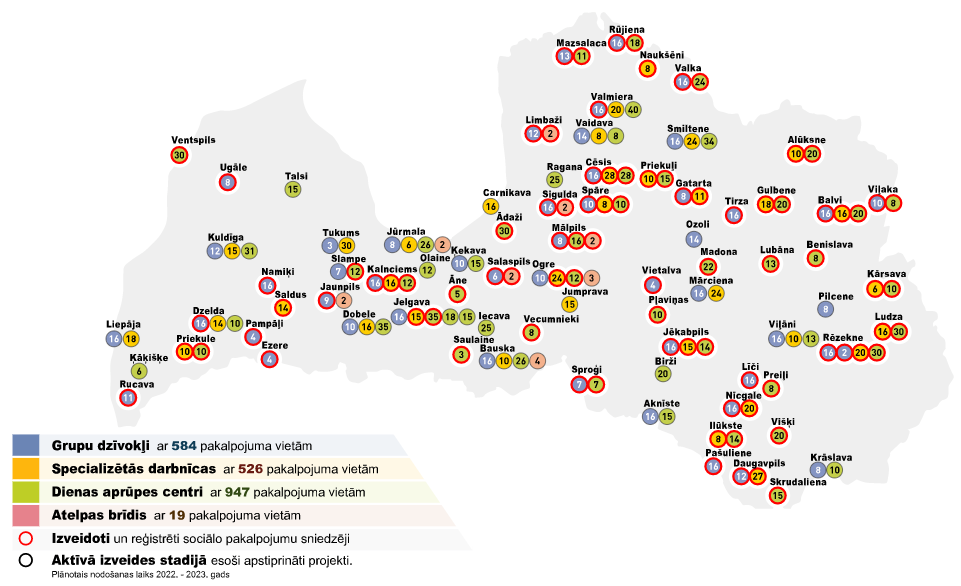 Rūjiena
16 18
Mazsalaca
13 11
Naukšēni
8
Valka
16 24
Valmiera
16 20 40
Limbaži
12 2
Vaidava
14 8 8
Smiltene
16 24 34
Alūksne
10 20
Ventspils
30
Ugāle
8
Talsi
15
Ragana
25
Cēsis
16 28 28
Priekuļi
10 15
Gatarta
8 11
Carnikava
16
Sigulda
16 2
Spāre
10 8 10
Tirza
16
Gulbene
18 20
Balvi
16 16 20
Viļaka
10 8
Ādaži
30
Mālpils
8 16 2
Ozoli
14
Kuldīga
12 15 31
Tukums
3 30
Jūrmala
8 6 26 2
Olaine
12
Ķekava
10 15
Madona
22
Lubāna
13
Benislava
8
Slampe
7 12
Kalnciems
16 16 12
Salaspils
6 2
Ogre
10 24 12 3
Namiķi
16
Vietalva
4
Mārciena
16 24
Kārsava
6 10
Saldus
14
Jaunpils
9 2
Āne
5
Jumprava
15
Pļaviņas
10
Pilcene
8
Dzelda
16 14 10
Pampāļi
4
Dobele
10 16 35
Jelgava
16 15 35 18 15
Iecava
25
Vecumnieki
8
Liepāja
16 18
Jēkabpils
16 15 14
Viļāni
16 10 13
Ludza
16 30
Rēzekne
16 2 20 30
Priekule
10 10
Ezere
4
Saulaine
3
Bauska
16 10 26 4
Ķāķišķe
6
Birži
20
Līči
16
Preiļi
8
Rucava
11
Sproģi
7 7
Nīcgale
16 20
Aknīste
16 15
Ilūkste
8 14
Višķi
20
Pašuliene
16
Daugavpils
12 27
Krāslava
8 10
Skrudaliena
15
Grupu dzīvokļi ar 584 pakalpojuma vietām
Specializētās darbnīcas ar 526 pakalpojuma vietām
Dienas aprūpes centri ar 947 pakalpojuma vietām
Atelpas brīdis ar 19 pakalpojuma vietām
Izveidoti un reģistrēti sociālo pakalpojumu sniedzēji
Aktīvā izveides stadijā esoši apstiprināti projekti.
Plānotais nodošanas laiks 2022. - 2023. gads